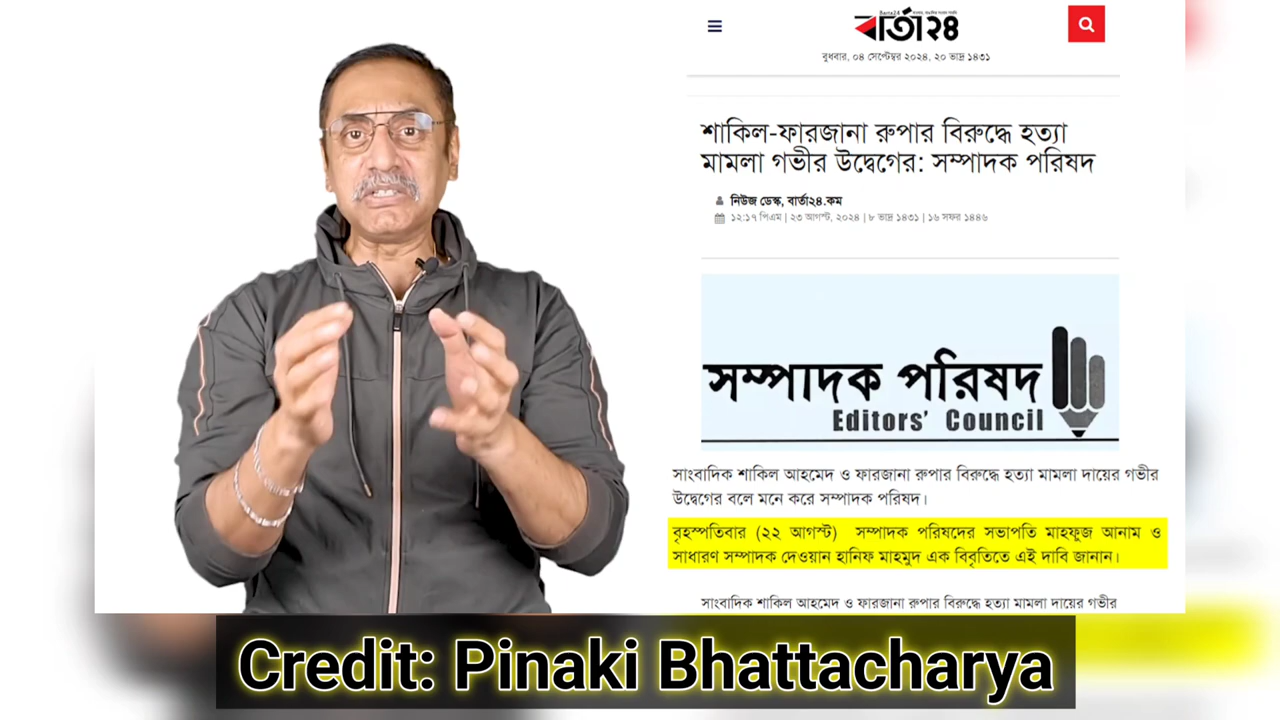 Barta24
বার্তা২৪
বুধবার, ০৪ সেপ্টেম্বর ২০২৪, ২০ ভাদ্র ১৪৩১
শাকিল-ফারজানা রুপার বিরুদ্ধে হত্যা
মামলা গভীর উদ্বেগের: সম্পাদক পরিষদ
নিউজ ডেস্ক, বার্তা২৪.কম
১২:১৭ পিএম | ২৩ আগস্ট, ২০২৪ | ৮ ভাদ্র ১৪৩১ | ১৬ সফর ১৪৪৬
সম্পাদক পরিষদ
Editors' Council
সাংবাদিক শাকিল আহমেদ ও ফারজানা রুপার বিরুদ্ধে হত্যা মামলা দায়ের গভীর
উদ্বেগের বলে মনে করে সম্পাদক পরিষদ।
বৃহস্পতিবার (২২ আগস্ট) সম্পাদক পরিষদের সভাপতি মাহফুজ আনাম ও
সাধারণ সম্পাদক দেওয়ান হানিফ মাহমুদ এক বিবৃতিতে এই দাবি জানান।
সাংবাদিক শাকিল আহমেদ ও ফারজানা রুপার বিরুদ্ধে হত্যা মামলা দায়ের গভীর
Credit: Pinaki Bhattacharya